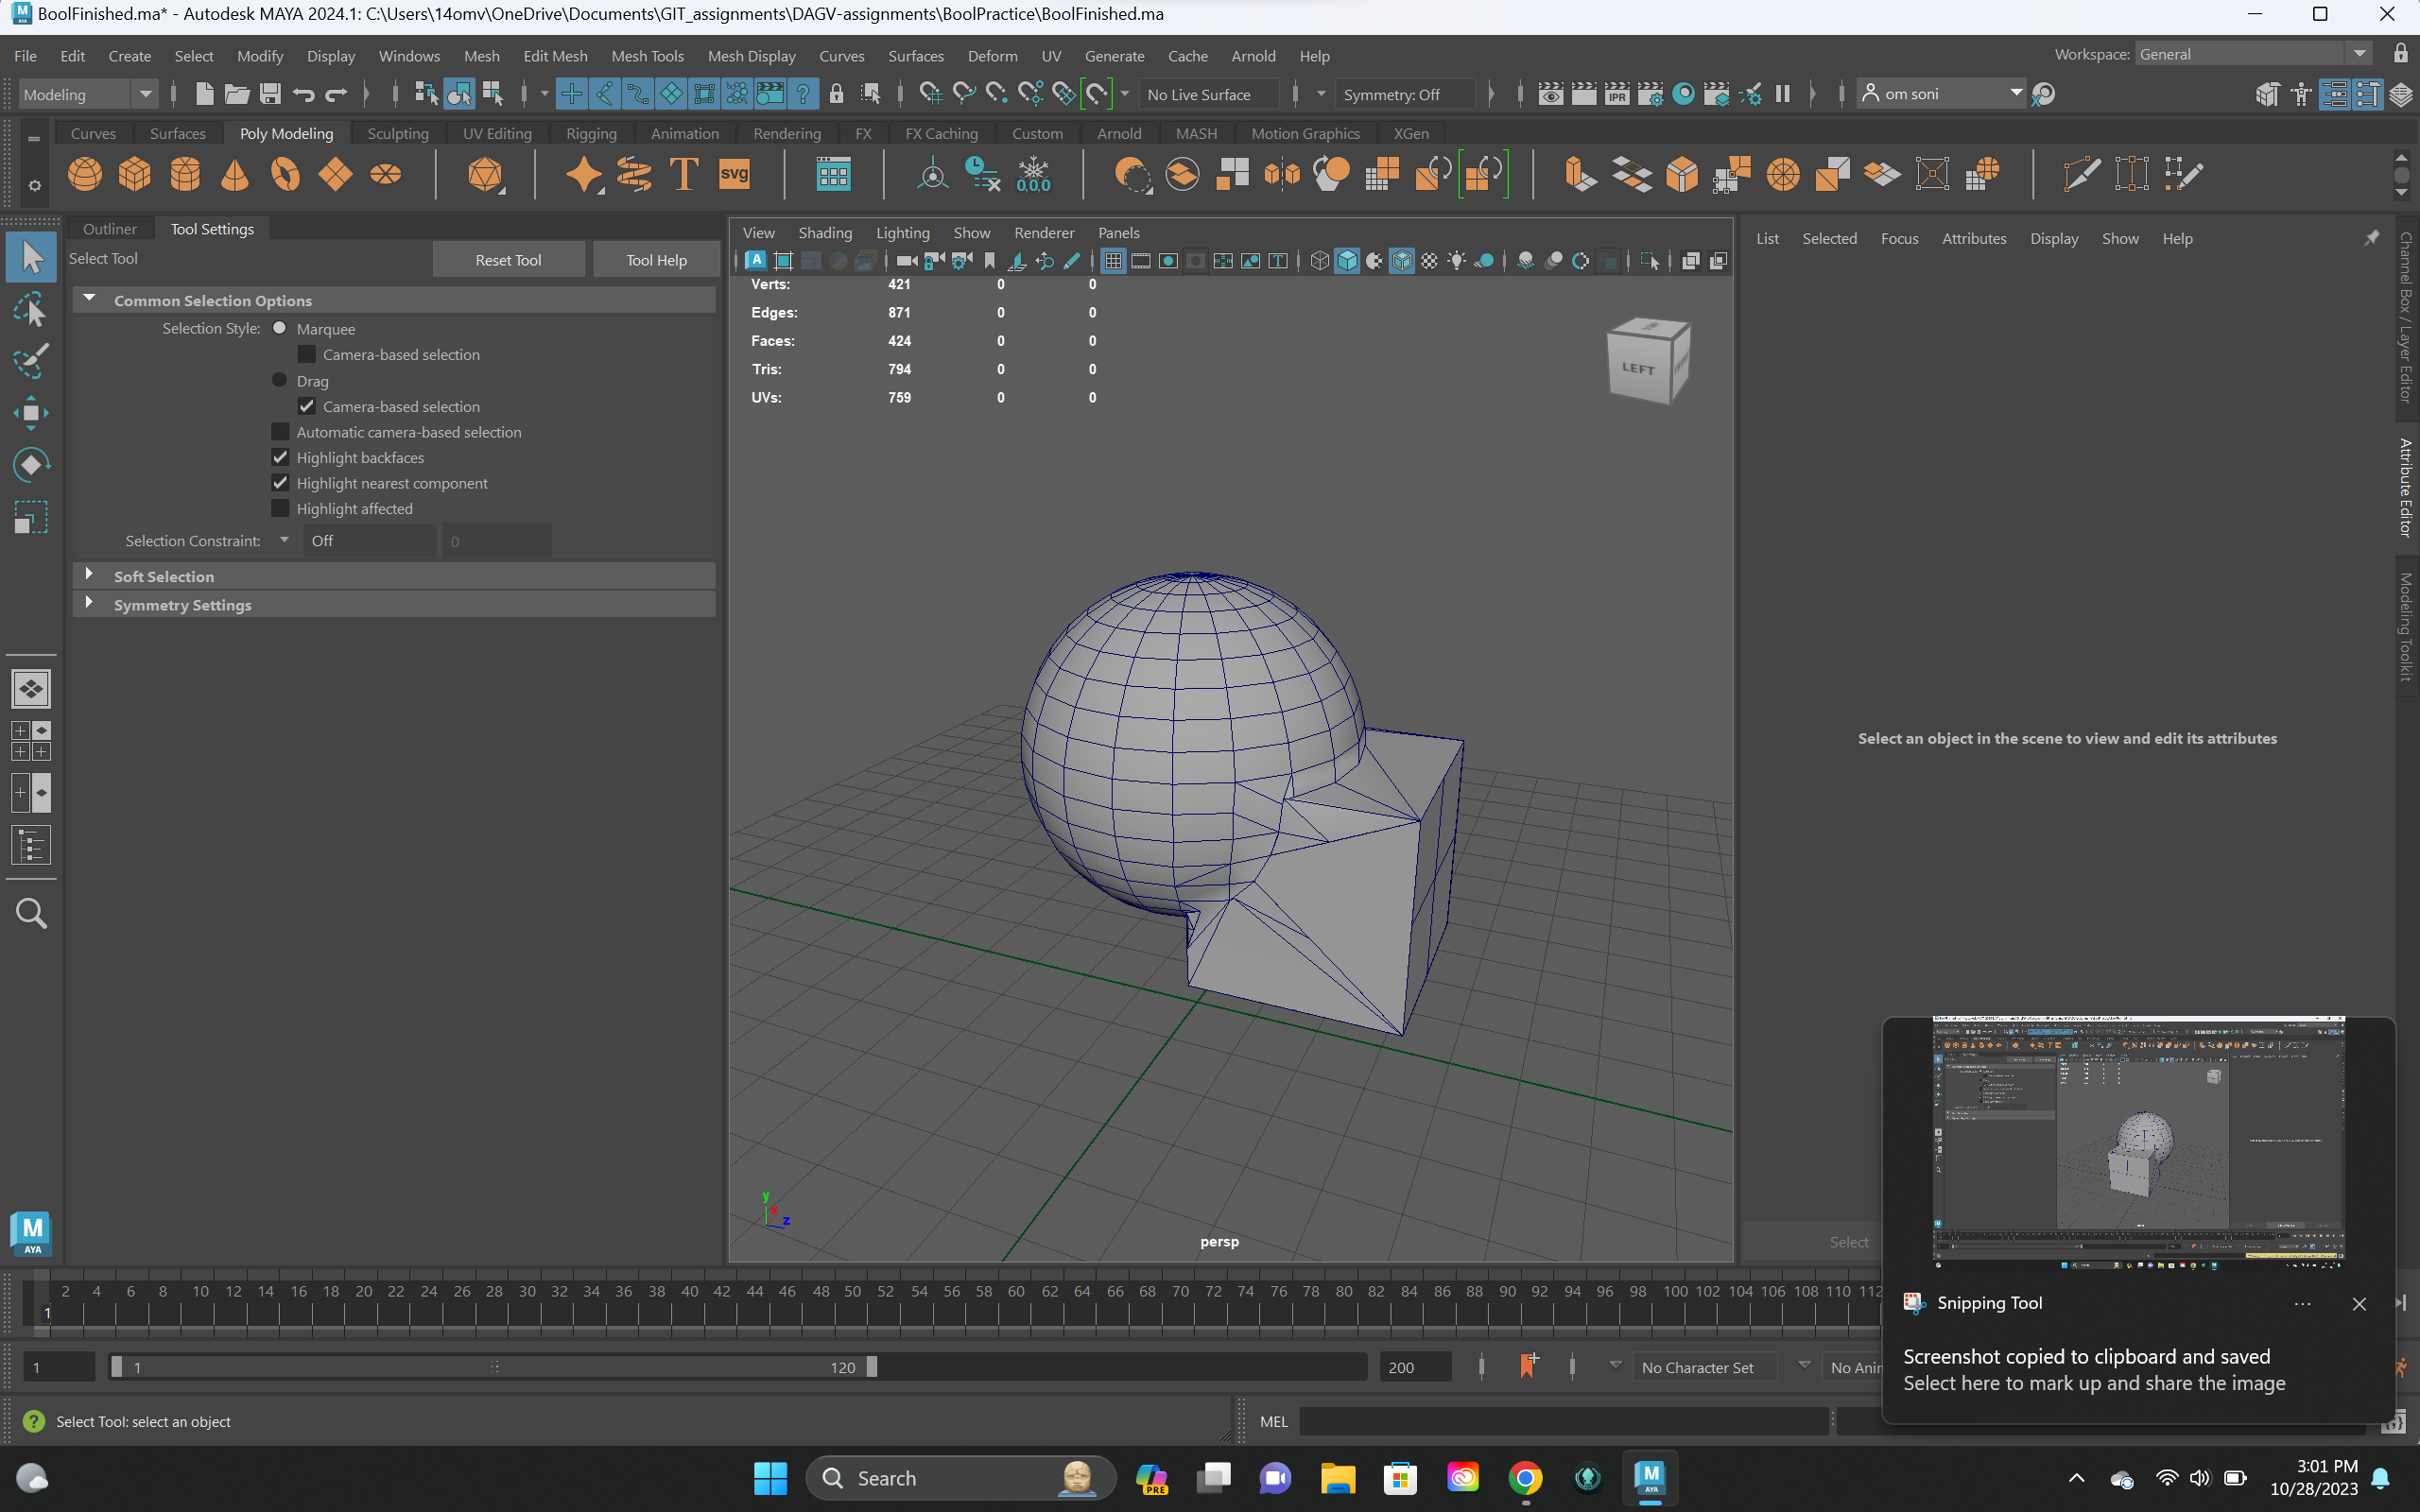 BoolFinished.ma* - Autodesk MAYA 2024.1: C:\Users\14omv\OneDrive\Documents\GIT_assignments\DAGV-assignments\BoolPractice\BoolFinished.ma
File Edit Create Select Modify Display Windows Mesh Edit Mesh Mesh Tools Mesh Display Curves Surfaces Deform UV Generate Cache Arnold Help
Workspace: General
Modeling
No Live Surface
Symmetry: Off
IPR
om soni
Curves Surfaces Poly Modeling Sculpting UV Editing Rigging Animation Rendering FX FX Caching Custom Arnold MASH Motion Graphics XGen
T
svg
0,0,0
Outliner Tool Settings
Select Tool
Reset Tool
Tool Help
Common Selection Options
Selection Style: Marquee
Camera-based selection
Drag
Camera-based selection
Automatic camera-based selection
Highlight backfaces
Highlight nearest component
Highlight affected
Selection Constraint: Off 0
Soft Selection
Symmetry Settings
View Shading Lighting Show Renderer Panels
Verts: 421 0 0
Edges: 871 0 0
Faces: 424 0 0
Tris: 794 0 0
UVs: 759 0 0
LEFT
y
x
z
persp
List Selected Focus Attributes Display Show Help
Channel Box / Layer Editor
Attribute Editor
Modeling Toolkit
Select an object in the scene to view and edit its attributes
Select
M
AYA
2 4 6 8 10 12 14 16 18 20 22 24 26 28 30 32 34 36 38 40 42 44 46 48 50 52 54 56 58 60 62 64 66 68 70 72 74 76 78 80 82 84 86 88 90 92 94 96 98 100 102 104 106 108 110 112
1
1
1
120
200
No Character Set
No Anir
Snipping Tool
Screenshot copied to clipboard and saved
Select here to mark up and share the image
Select Tool: select an object
MEL
Search
PRE
M
AYA
3:01 PM
10/28/2023